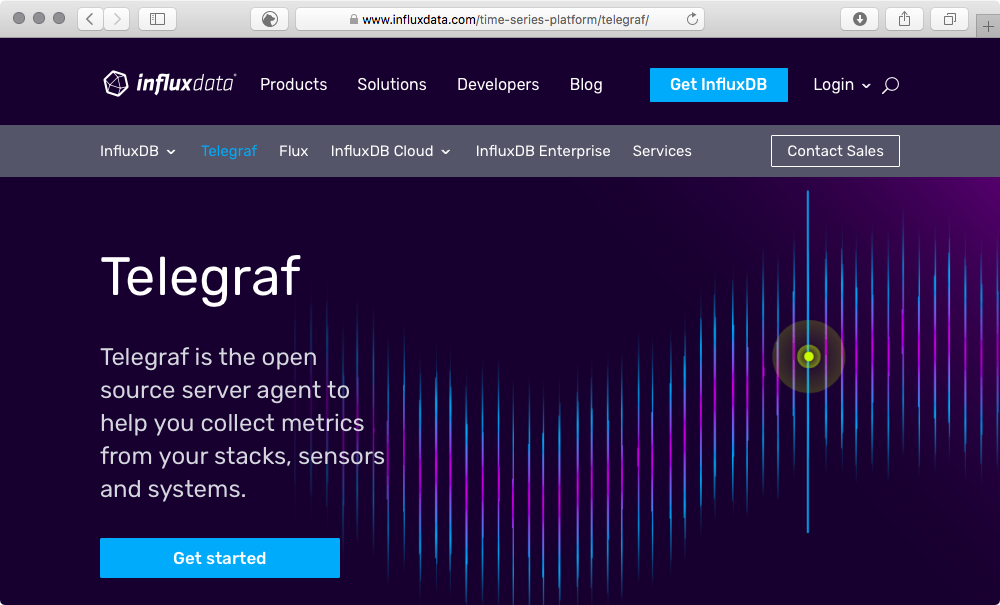 www.influxdata.com/time-series-platform/telegraf/
influxdata® Products Solutions Developers Blog Get InfluxDB Login
InfluxDB Telegraf Flux InfluxDB Cloud InfluxDB Enterprise Services Contact Sales
Telegraf
Telegraf is the open
source server agent to
help you collect metrics
from your stacks, sensors
and systems.
Get started